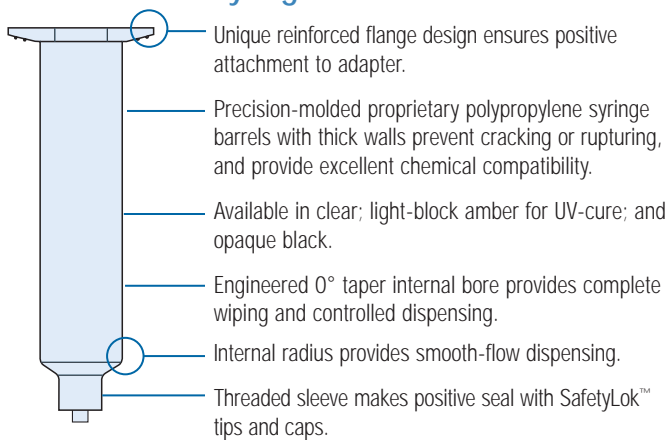 Unique reinforced flange design ensures positive
attachment to adapter.
Precision-molded proprietary polypropylene syringe
barrels with thick walls prevent cracking or rupturing,
and provide excellent chemical compatibility.
Available in clear; light-block amber for UV-cure; and
opaque black.
Engineered 0° taper internal bore provides complete
wiping and controlled dispensing.
Internal radius provides smooth-flow dispensing.
Threaded sleeve makes positive seal with SafetyLok™
tips and caps.